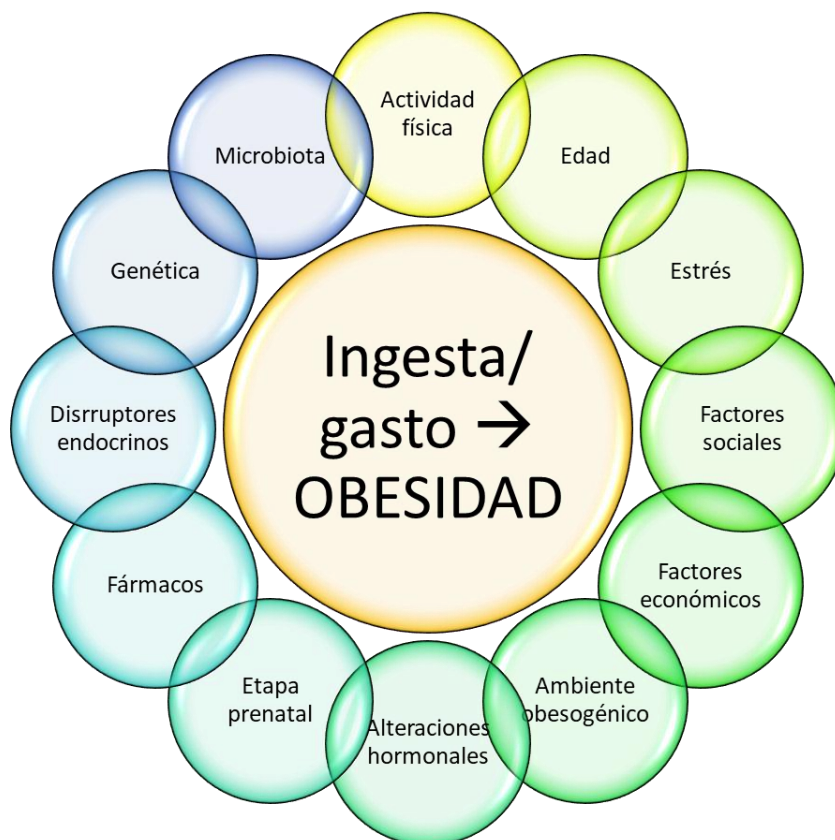 Actividad
física
Edad
Estrés
Factores
sociales
Factores
económicos
Ambiente
obesogénico
Alteraciones
hormonales
Etapa
prenatal
Fármacos
Disrruptores
endocrinos
Genética
Microbiota
Ingesta/
gasto →
OBESIDAD